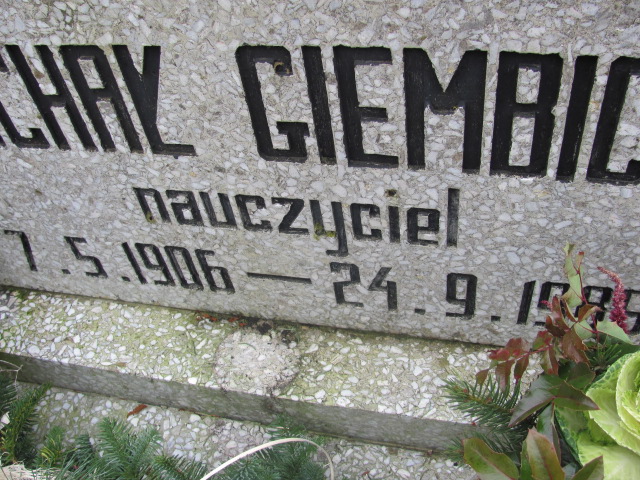 CHAŁ GIEMBIC
nauczyciel
7.5.1906 — 24.9.1985